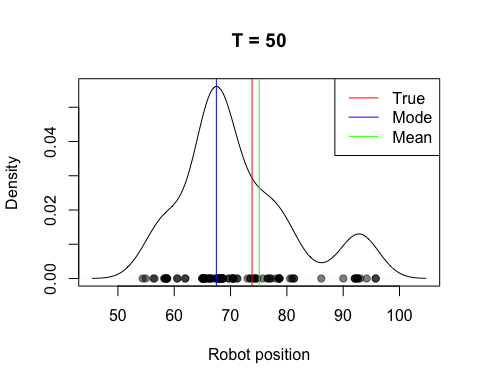 T = 50
True
Mode
Mean
Density
0.04
0.02
0.00
50 60 70 80 90 100
Robot position